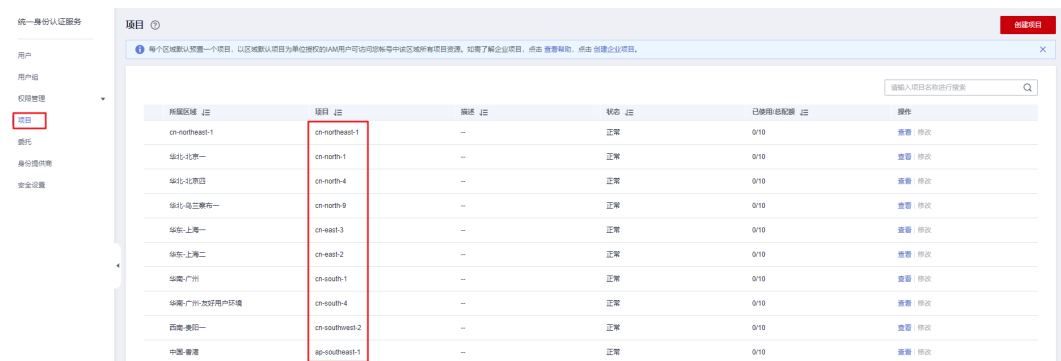 统一身份认证服务
用户
用户组
权限管理
项目
委托
身份提供商
安全设置
项目
创建项目
每个区域默认预置一个项目，以区域默认项目为单位授权的IAM用户可访问您帐号中该区域所有项目资源。如需了解企业项目，点击 查看帮助，点击 创建企业项目。
请输入项目名称进行搜索
所属区域 项目 描述 状态 已使用/总配额 操作
cn-northeast-1 cn-northeast-1 -- 正常 0/10 查看 | 修改
华北-北京一 cn-north-1 -- 正常 0/10 查看 | 修改
华北-北京四 cn-north-4 -- 正常 0/10 查看 | 修改
华北-乌兰察布一 cn-north-9 -- 正常 0/10 查看 | 修改
华东-上海一 cn-east-3 -- 正常 0/10 查看 | 修改
华东-上海二 cn-east-2 -- 正常 0/10 查看 | 修改
华南-广州 cn-south-1 -- 正常 0/10 查看 | 修改
华南-广州-友好用户环境 cn-south-4 -- 正常 0/10 查看 | 修改
西南-贵阳一 cn-southwest-2 -- 正常 0/10 查看 | 修改
中国-香港 ap-southeast-1 -- 正常 0/10 查看 | 修改